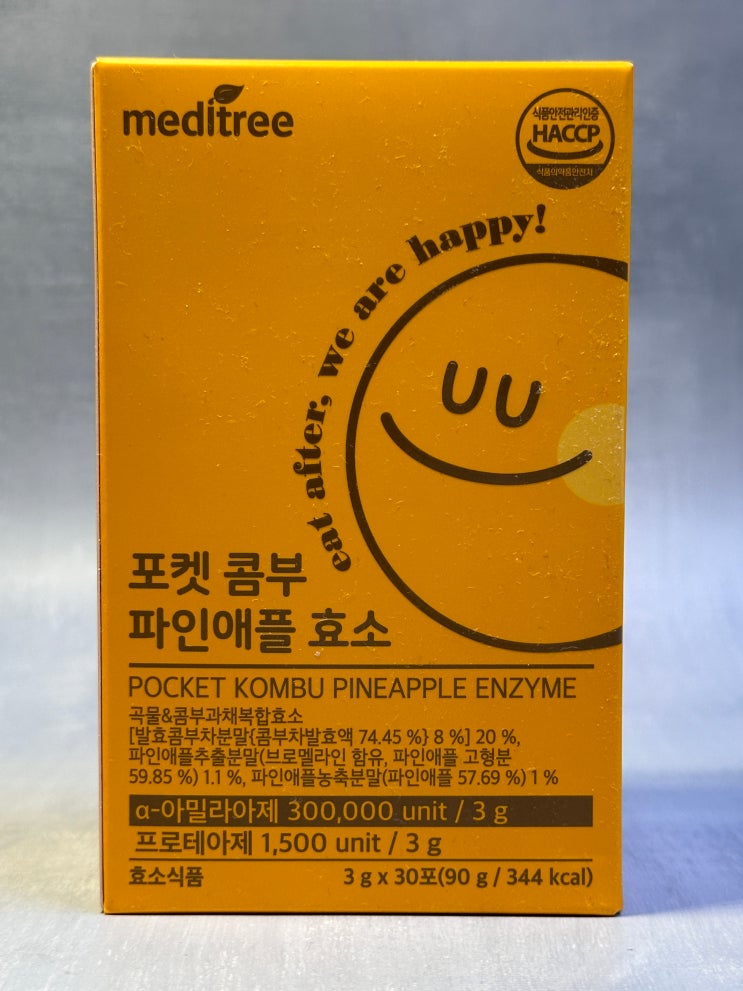 meditree
식품안전관리인증
HACCP
식품의약품안전처
eat after, we are happy!
포켓 콤부
파인애플 효소
POCKET KOMBU PINEAPPLE ENZYME
곡물&콤부과채복합효소
[발효콤부차분말{콤부차발효액 74.45 %} 8 %] 20 %,
파인애플추출분말(브로멜라인 함유, 파인애플 고형분
59.85 %) 1.1 %, 파인애플농축분말(파인애플 57.69 %) 1 %
α-아밀라아제 300,000 unit / 3 g
프로테아제 1,500 unit / 3 g
효소식품 3 g x 30포(90 g / 344 kcal)